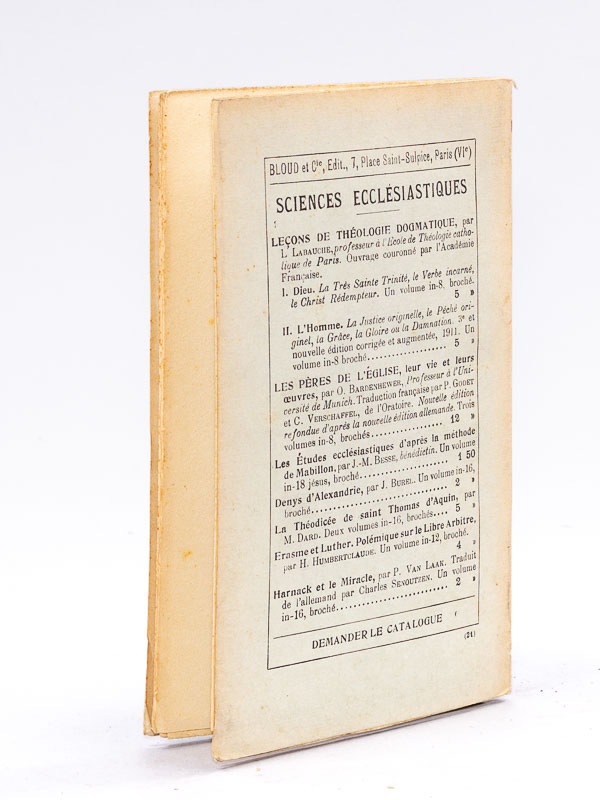 BLOUD et Cie, Edit., 7, Place Saint-Sulpice, Paris (VIe)
SCIENCES ECCLÉSIASTIQUES
LEÇONS DE THÉOLOGIE DOGMATIQUE, par
L. LABAUCHE, professeur à l'École de Théologie catho-
lique de Paris. Ouvrage couronné par l'Académie
Française.
I. Dieu. La Très Sainte Trinité, le Verbe incarné,
le Christ Rédempteur. Un volume in-8, broché.
5 »
II. L'Homme. La Justice originelle, le Péché ori-
ginel, la Grâce, la Gloire ou la Damnation. 3e et
nouvelle édition corrigée et augmentée, 1911. Un
volume in-8 broché.................... 5 »
LES PÈRES DE L'ÉGLISE, leur vie et leurs
œuvres, par O. BARDENHEWER, Professeur à l'Uni-
versité de Munich. Traduction française par P. GODET
et C. VERSCHAFFEL, de l'Oratoire. Nouvelle édition
refondue d'après la nouvelle édition allemande. Trois
volumes in-8, brochés.................... 12 »
Les Études ecclésiastiques d'après la méthode
de Mabillon, par J.-M. BESSE, bénédictin. Un volume
in-18 jésus, broché.................... 1 50
Denys d'Alexandrie, par J. BUREL. Un volume in-16,
broché.................... 2 »
La Théodicée de saint Thomas d'Aquin, par
M. DARD. Deux volumes in-16, brochés.... 5 »
Erasme et Luther. Polémique sur le Libre Arbitre,
par H. HUMBERTCLAUDE. Un volume in-12, broché.
4 »
Harnack et le Miracle, par P. VAN LAAK. Traduit
de l'allemand par Charles SENOUTZEN. Un volume
in-16, broché.................... 2 »
DEMANDER LE CATALOGUE
(21)